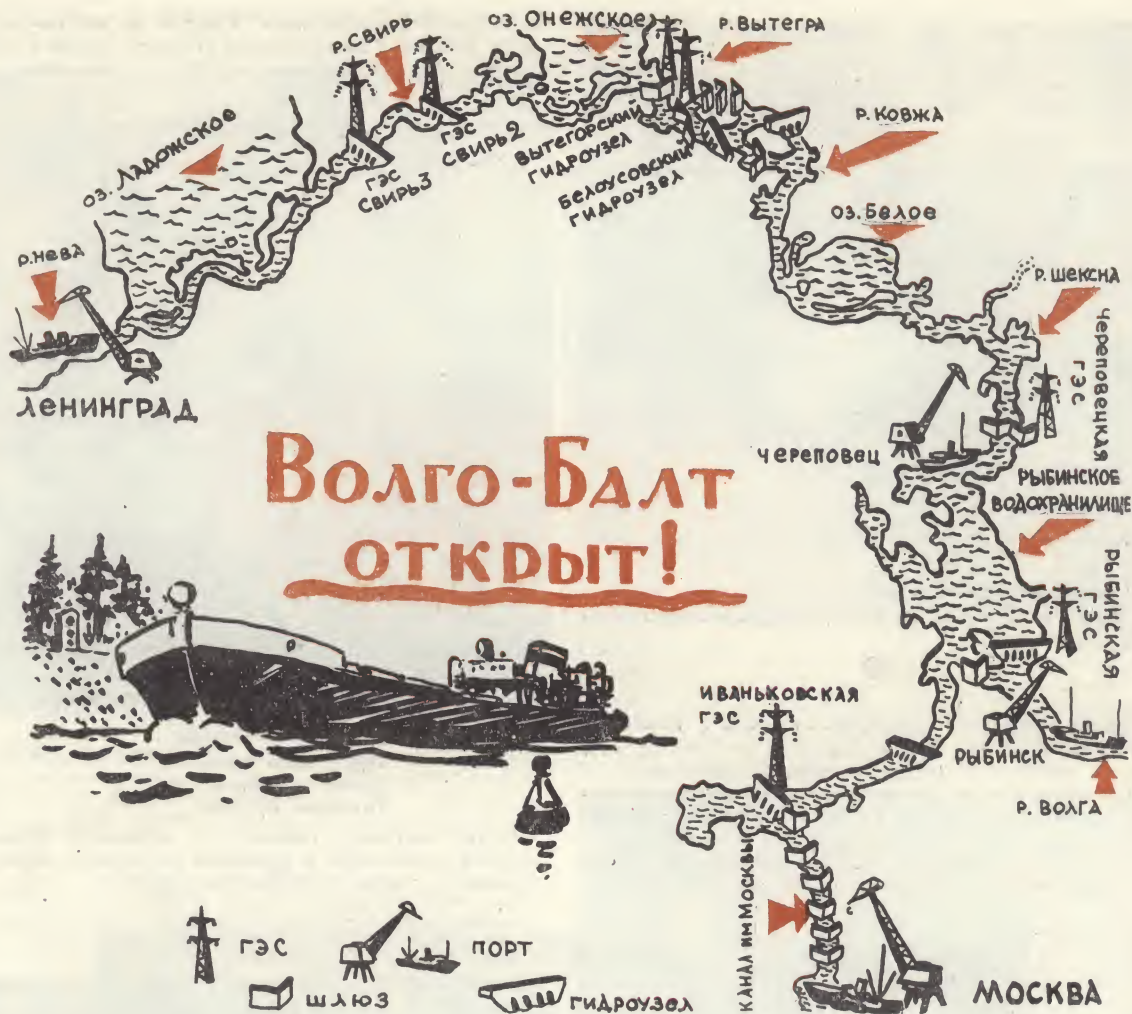 оз. Онежское
р. Вытегра
р. Свирь
р. Ковжа
оз. Ладожское
ГЭС
Свирь 2
ГЭС
Свирь 3
Вытегорский
гидроузел
Белоусовский
гидроузел
оз. Белое
р. Нева
р. Шексна
Череповецкая
ГЭС
Ленинград
Череповец
Волго-Балт
открыт!
Рыбинское
водохранилище
Рыбинская
ГЭС
Иваньковская
ГЭС
Рыбинск
р. Волга
канал им Москвы
Москва
ГЭС
порт
шлюз
гидроузел